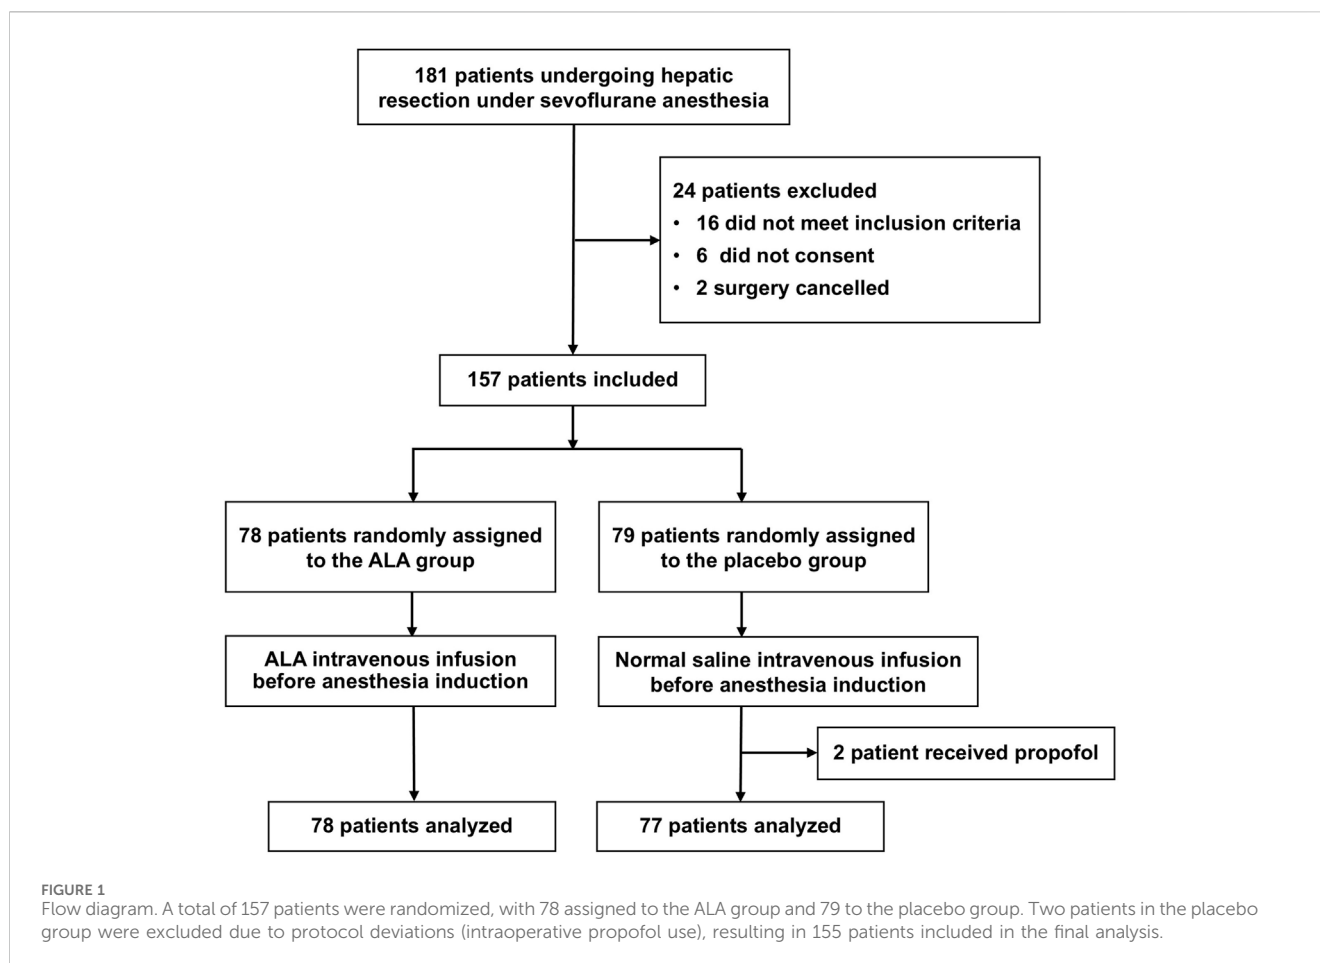 181 patients undergoing hepatic
resection under sevoflurane anesthesia
24 patients excluded
• 16 did not meet inclusion criteria
• 6 did not consent
• 2 surgery cancelled
157 patients included
78 patients randomly assigned
to the ALA group
79 patients randomly assigned
to the placebo group
ALA intravenous infusion
before anesthesia induction
Normal saline intravenous infusion
before anesthesia induction
2 patient received propofol
78 patients analyzed
77 patients analyzed
FIGURE 1
Flow diagram. A total of 157 patients were randomized, with 78 assigned to the ALA group and 79 to the placebo group. Two patients in the placebo
group were excluded due to protocol deviations (intraoperative propofol use), resulting in 155 patients included in the final analysis.